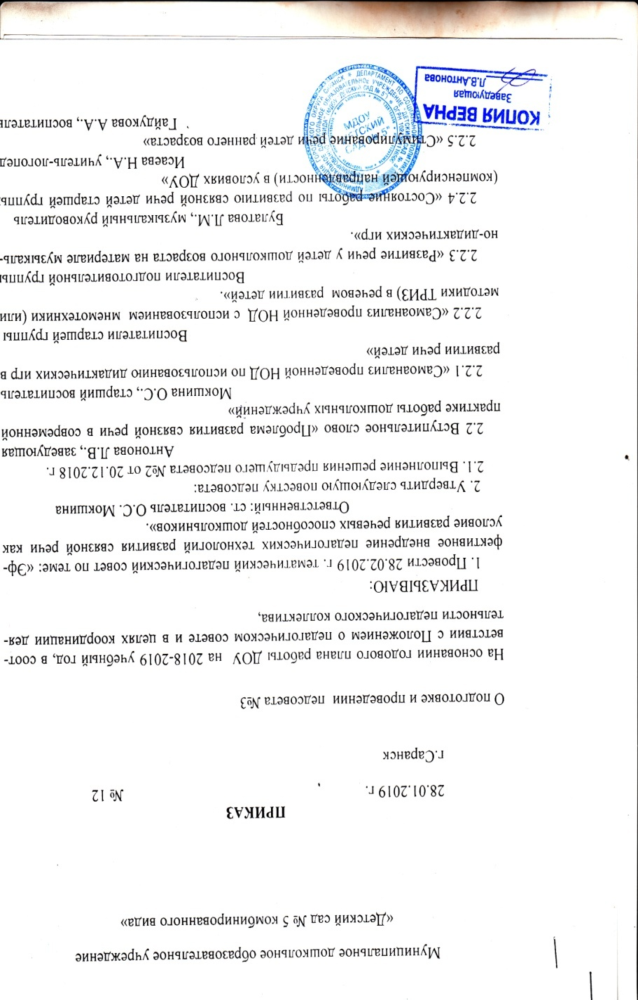 Муниципальное дошкольное образовательное учреждение
«Детский сад № 5 комбинированного вида»
ПРИКАЗ
28.01.2019 г. № 12
г.Саранск
О подготовке и проведении педсовета №3
На основании годового плана работы ДОУ на 2018-2019 учебный год, в соот-
ветствии с Положением о педагогическом совете и в целях координации дея-
тельности педагогического коллектива,
ПРИКАЗЫВАЮ:
1. Провести 28.02.2019 г. тематический педагогический совет по теме: «Эф-
фективное внедрение педагогических технологий развития связной речи как
условие развития речевых способностей дошкольников».
Ответственный: ст. воспитатель О.С. Мокшина
2. Утвердить следующую повестку педсовета:
2.1. Выполнение решения предыдущего педсовета №2 от 20.12.2018 г.
Антонова Л.В., заведующая
2.2 Вступительное слово «Проблема развития связной речи в современной
практике работы дошкольных учреждений»
Мокшина О.С., старший воспитатель
2.2.1 «Самоанализ проведенной НОД по использованию дидактических игр в
развитии речи детей»
Воспитатели старшей группы
2.2.2 «Самоанализ проведенной НОД с использованием мнемотехники (или
методики ТРИЗ) в речевом развитии детей».
Воспитатели подготовительной группы
2.2.3 «Развитие речи у детей дошкольного возраста на материале музыкаль-
но-дидактических игр».
Булатова Л.М., музыкальный руководитель
2.2.4 «Состояние работы по развитию связной речи детей старшей группы
(компенсирующей направленности) в условиях ДОУ»
Исаева Н.А., учитель-логопед
2.2.5 «Стимулирование речи детей раннего возраста»
Гайдукова А.А., воспитатель
КОПИЯ ВЕРНА
Заведующая
Л.В.Антонова
МДОУ
"ДЕТСКИЙ
САД № 5"